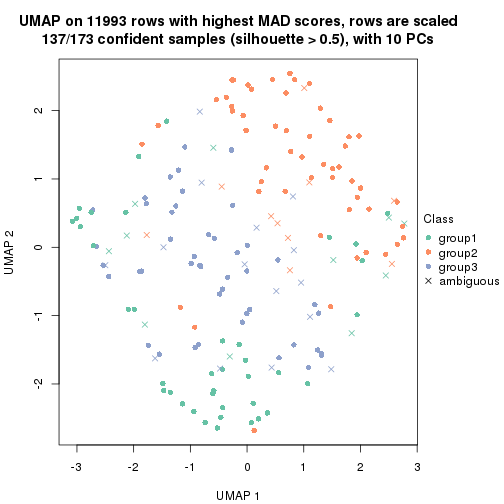 UMAP on 11993 rows with highest MAD scores, rows are scaled
137/173 confident samples (silhouette > 0.5), with 10 PCs
2
1
0
-1
-2
UMAP 2
-3
-2
-1
0
1
2
3
UMAP 1
Class
group1
group2
group3
ambiguous